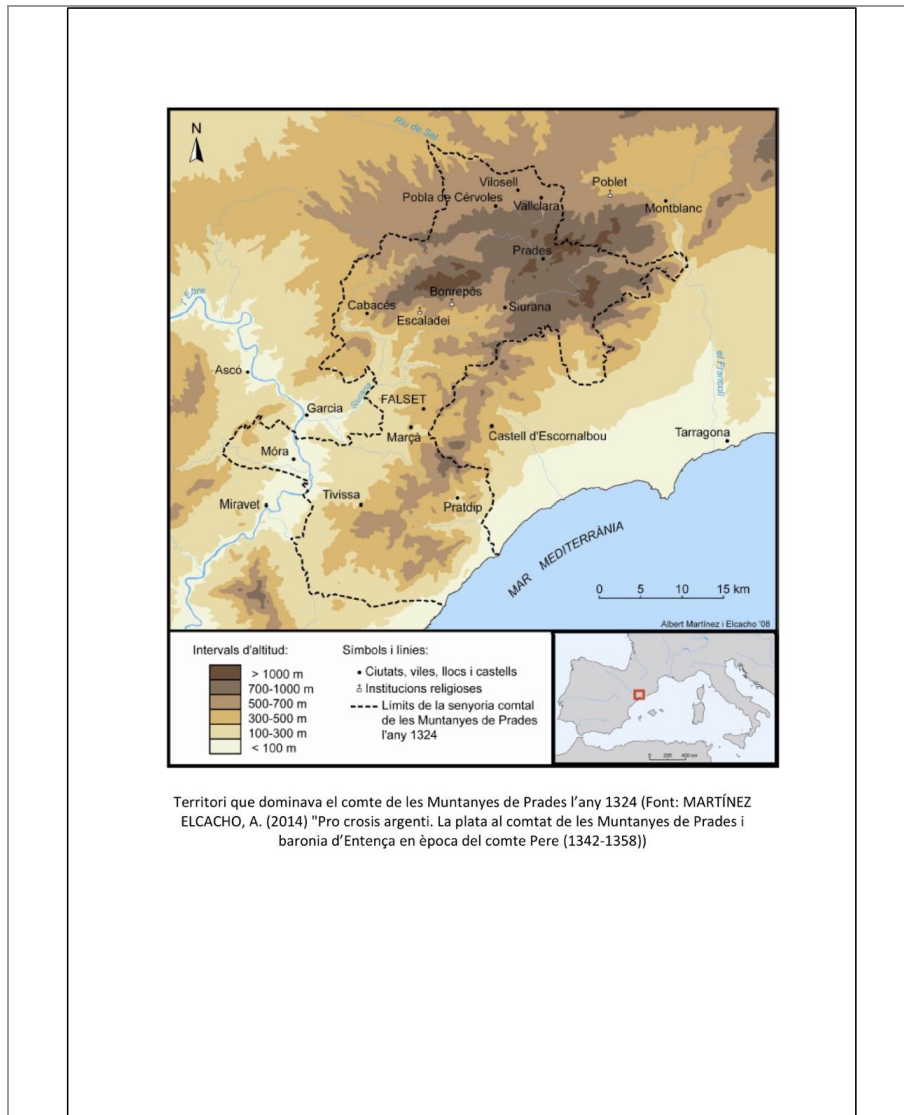 N
Riu de Set
Vilosell
Poblet
Pobla de Cérvoles
Vallclara
Montblanc
Prades
Bonrepòs
l'Ebre
Cabacés
Siurana
Escaladei
Ascó
Siurana
el Francolí
FALSET
Garcia
Marçà
Castell d'Escornalbou
Tarragona
Móra
Tivissa
Miravet
Pratdip
MAR MEDITERRÀNIA
0 5 10 15 km
Albert Martínez i Elcacho '08
Intervals d'altitud:
> 1000 m
700-1000 m
500-700 m
300-500 m
100-300 m
< 100 m
Símbols i línies:
Ciutats, viles, llocs i castells
Institucions religioses
Límits de la senyoria comtal
de les Muntanyes de Prades
l'any 1324
0 200 400 km
Territori que dominava el comte de les Muntanyes de Prades l’any 1324 (Font: MARTÍNEZ
ELCACHO, A. (2014) "Pro crosis argenti. La plata al comtat de les Muntanyes de Prades i
baronia d’Entença en època del comte Pere (1342-1358))